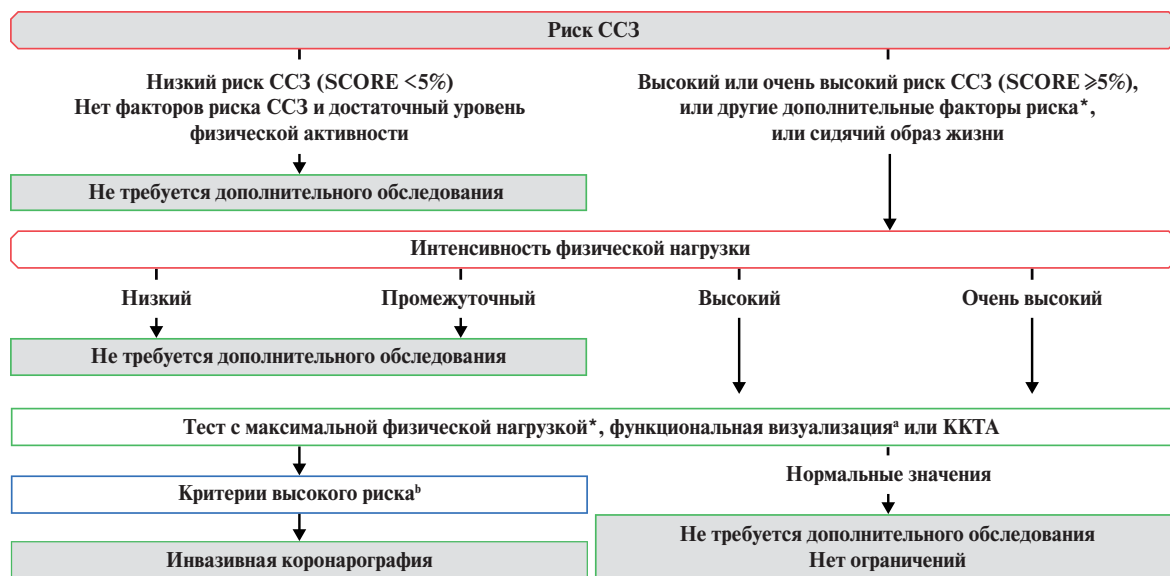 Риск ССЗ
Низкий риск ССЗ (SCORE <5%)
Нет факторов риска ССЗ и достаточный уровень
физической активности
Высокий или очень высокий риск ССЗ (SCORE ⩾5%),
или другие дополнительные факторы риска*,
или сидячий образ жизни
Не требуется дополнительного обследования
Интенсивность физической нагрузки
Низкий
Промежуточный
Высокий
Очень высокий
Не требуется дополнительного обследования
Тест с максимальной физической нагрузкой*, функциональная визуализацияª или ККТА
Критерии высокого рискаᵇ
Нормальные значения
Инвазивная коронарография
Не требуется дополнительного обследования
Нет ограничений